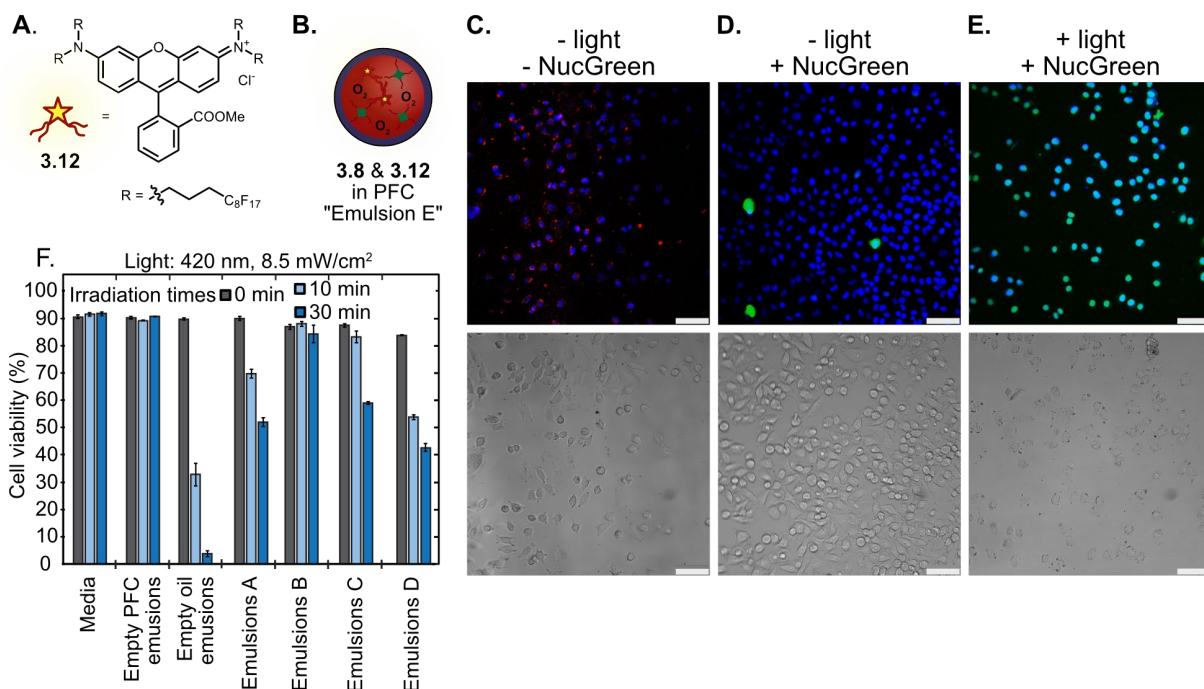 A.
R
N
R
O
R
N+
R
Cl-
COOMe
=
3.12
R =
C8F17
B.
O2
O2
O2
3.8 & 3.12
in PFC
"Emulsion E"
C.
- light
- NucGreen
D.
- light
+ NucGreen
E.
+ light
+ NucGreen
F.
Light: 420 nm, 8.5 mW/cm2
Irradiation times
0 min
10 min
30 min
Cell viability (%)
100
90
80
70
60
50
40
30
20
10
0
Media
Empty PFC
emusions
Empty oil
emusions
Emulsions A
Emulsions B
Emulsions C
Emulsions D